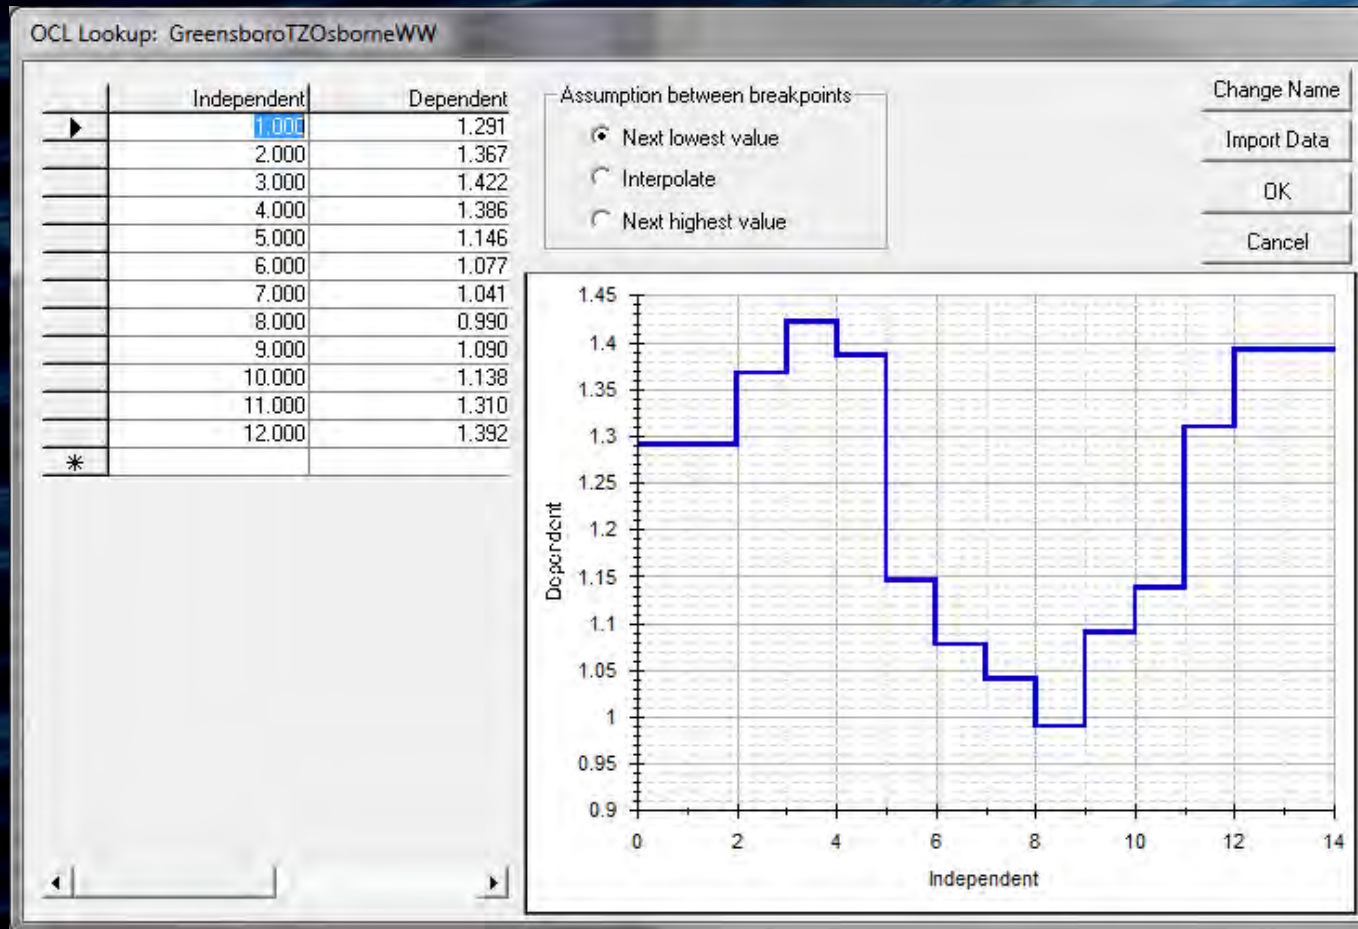 OCL Lookup: GreensboroTZOsborneWW
Independent Dependent
1.000 1.291
2.000 1.367
3.000 1.422
4.000 1.386
5.000 1.146
6.000 1.077
7.000 1.041
8.000 0.990
9.000 1.090
10.000 1.138
11.000 1.310
12.000 1.392
*
Assumption between breakpoints
Next lowest value
Interpolate
Next highest value
Change Name
Import Data
OK
Cancel
1.45
1.4
1.35
1.3
1.25
1.2
1.15
1.1
1.05
1
0.95
0.9
Dependent
0 2 4 6 8 10 12 14
Independent